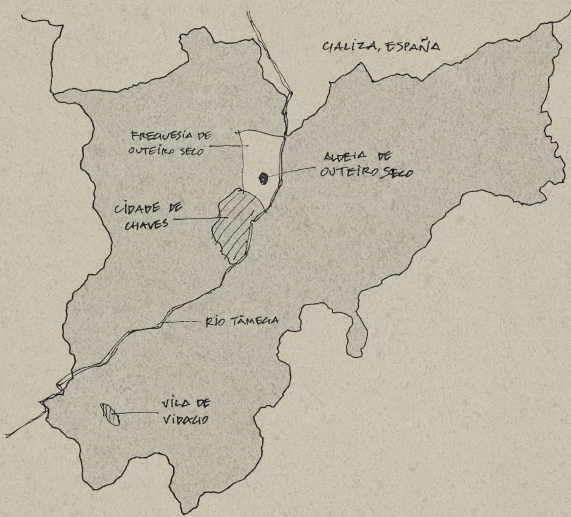 GALIZA, ESPAÑA
FREGUESIA DE
OUTEIRO SECO
ALDEIA DE
OUTEIRO SECO
CIDADE DE
CHAVES
RIO TÂMEGA
VILA DE
VIDAGO